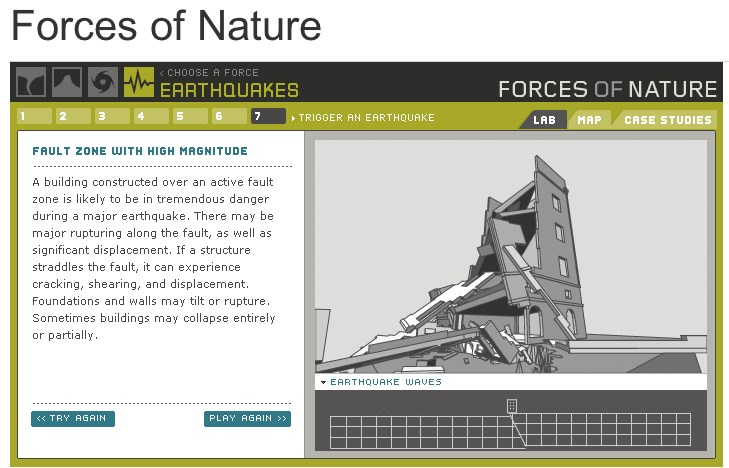 Forces of Nature
‹ CHOOSE A FORCE
EARTHQUAKES
FORCES OF NATURE
1 2 3 4 5 6 7 TRIGGER AN EARTHQUAKE
LAB MAP CASE STUDIES
FAULT ZONE WITH HIGH MAGNITUDE
A building constructed over an active fault
zone is likely to be in tremendous danger
during a major earthquake. There may be
major rupturing along the fault, as well as
significant displacement. If a structure
straddles the fault, it can experience
cracking, shearing, and displacement.
Foundations and walls may tilt or rupture.
Sometimes buildings may collapse entirely
or partially.
<< TRY AGAIN
PLAY AGAIN >>
EARTHQUAKE WAVES